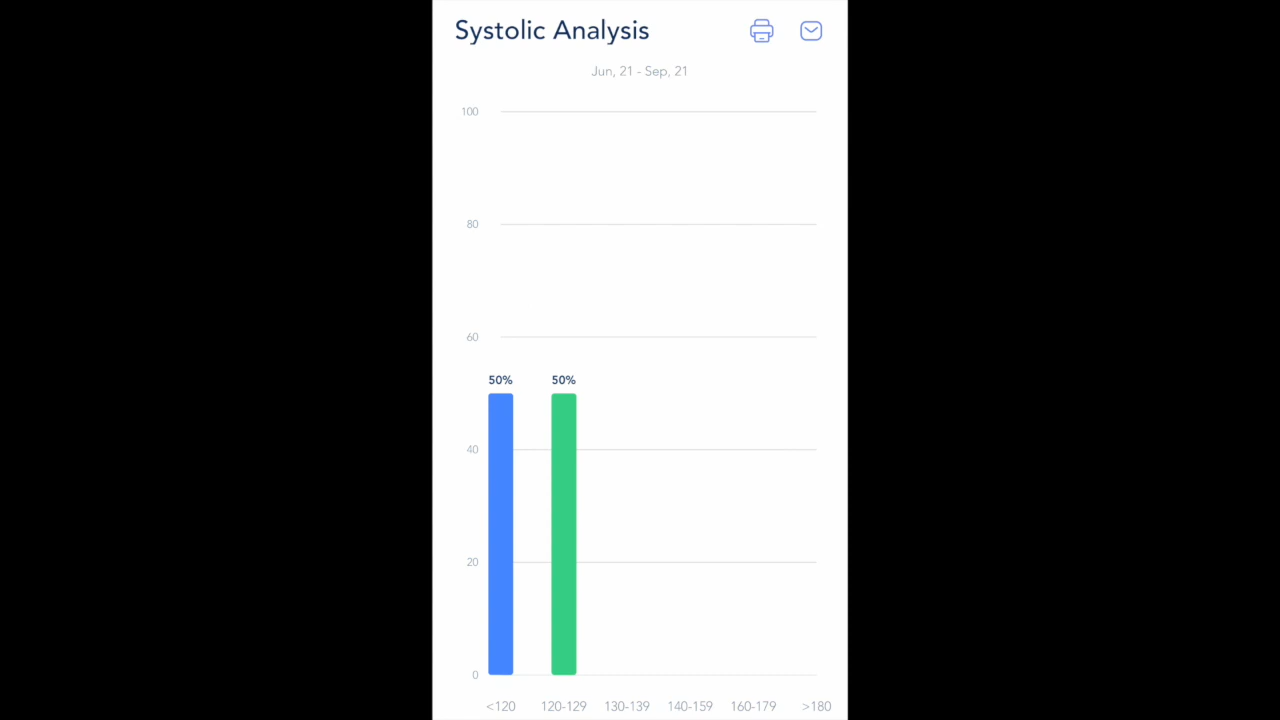 Systolic Analysis
Jun, 21 - Sep, 21
100
80
60
50% 50%
40
20
0
<120 120-129 130-139 140-159 160-179 >180